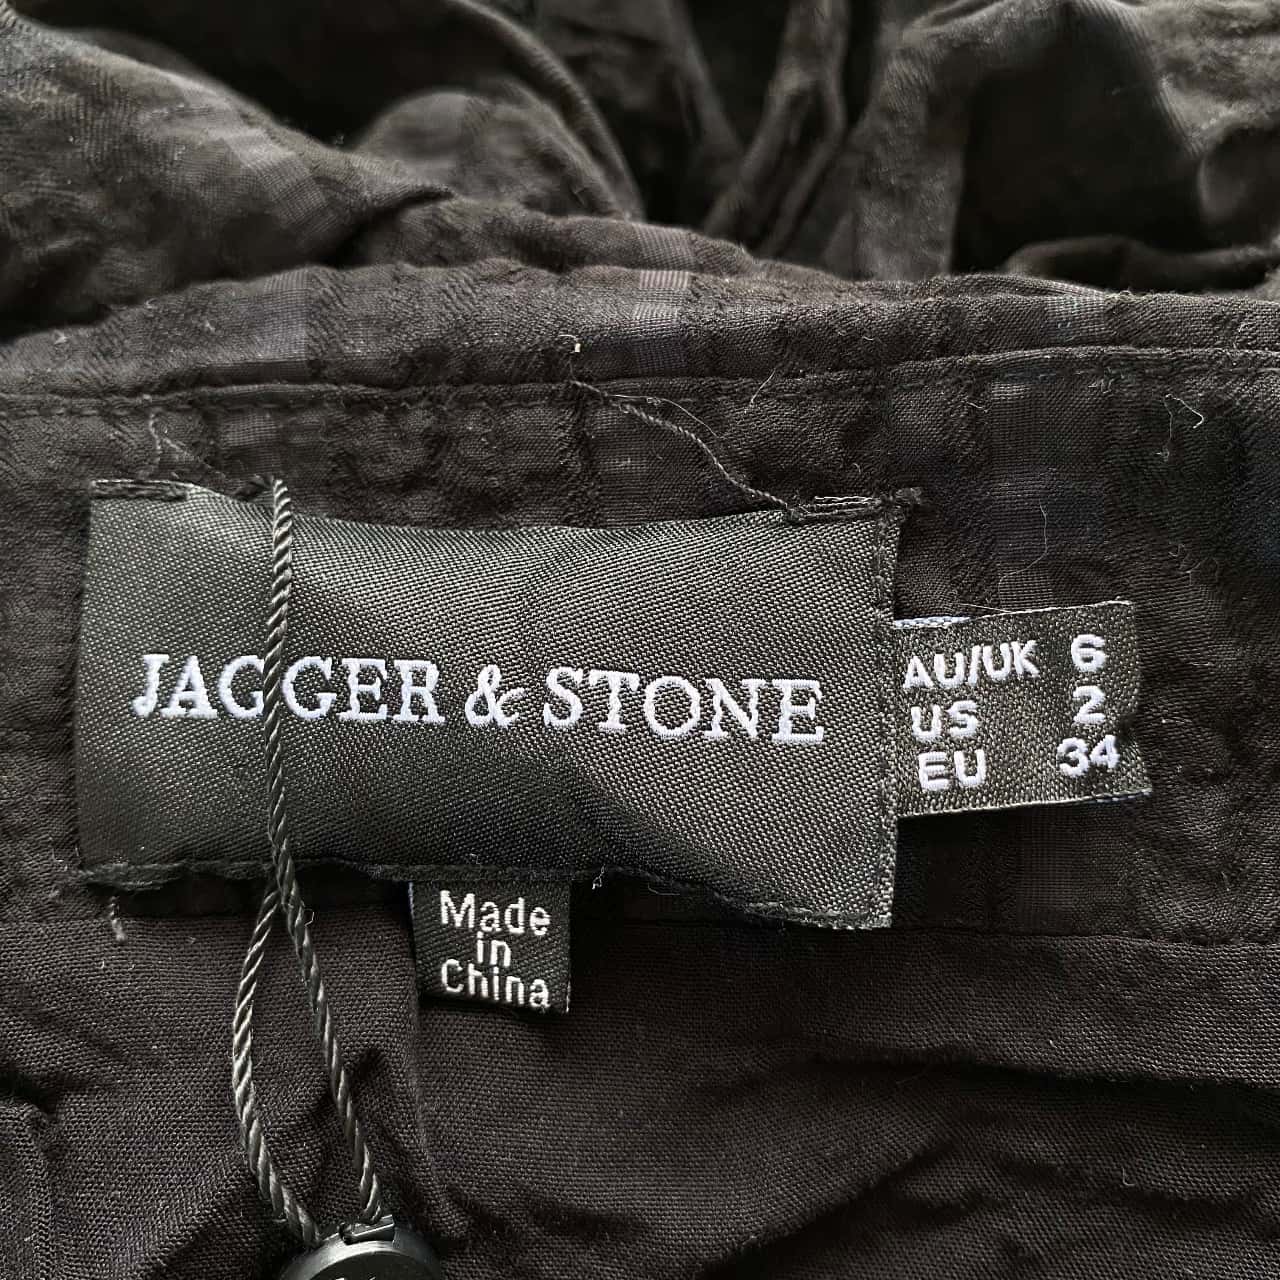 JAGGER & STONE
AU/UK 6
US 2
EU 34
Made
in
China